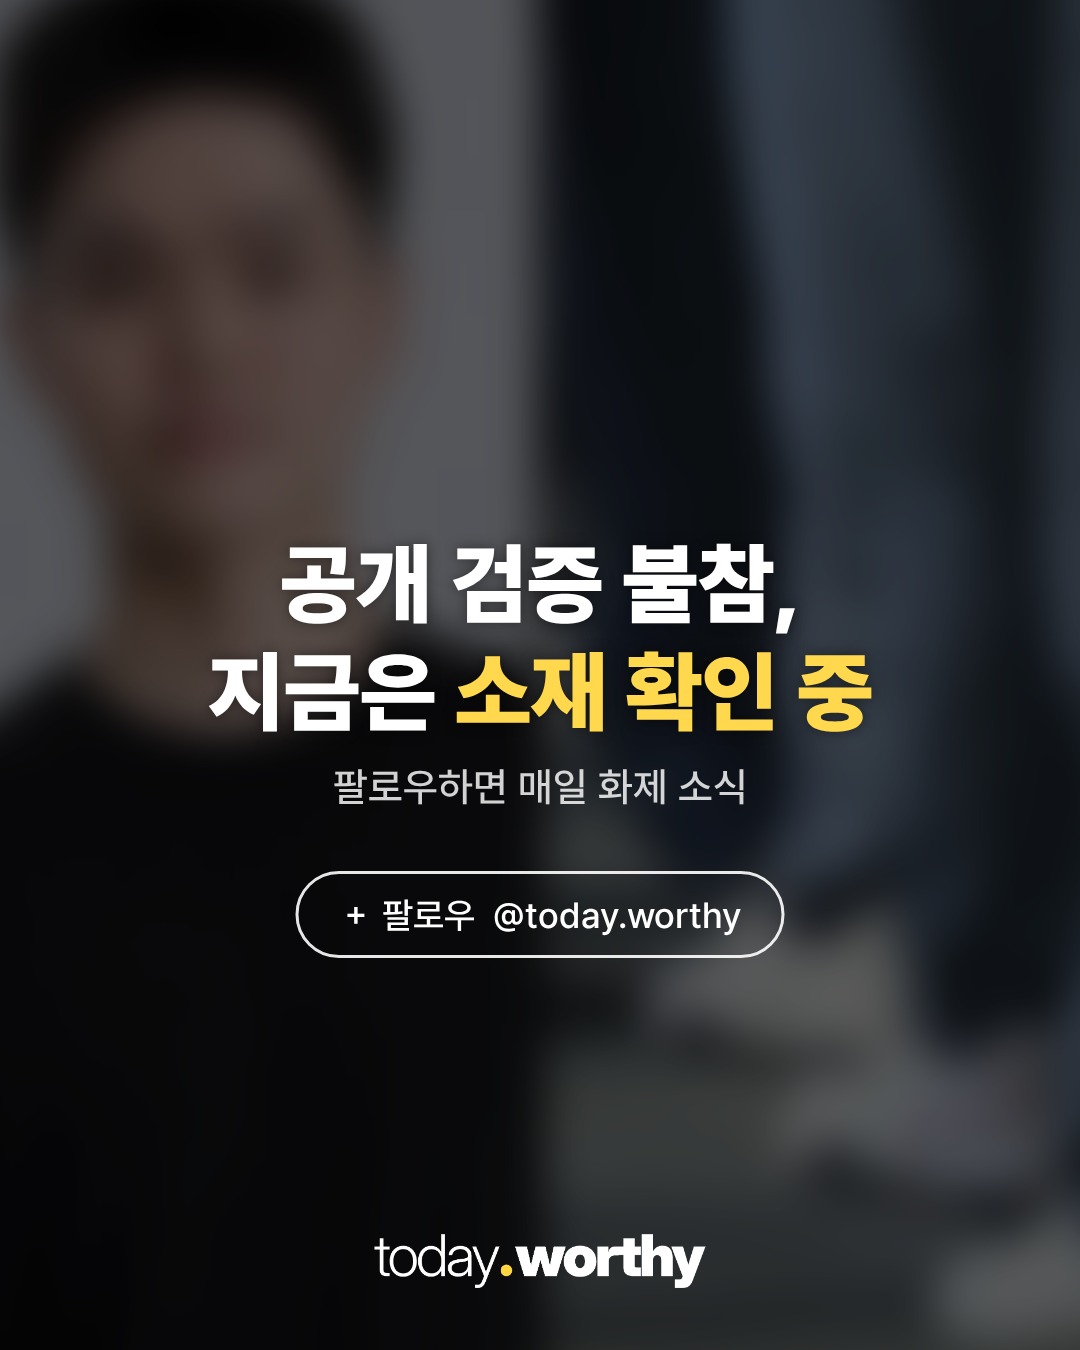 공개 검증 불참,
지금은 소재 확인 중
팔로우하면 매일 화제 소식
+ 팔로우 @today.worthy
today.worthy